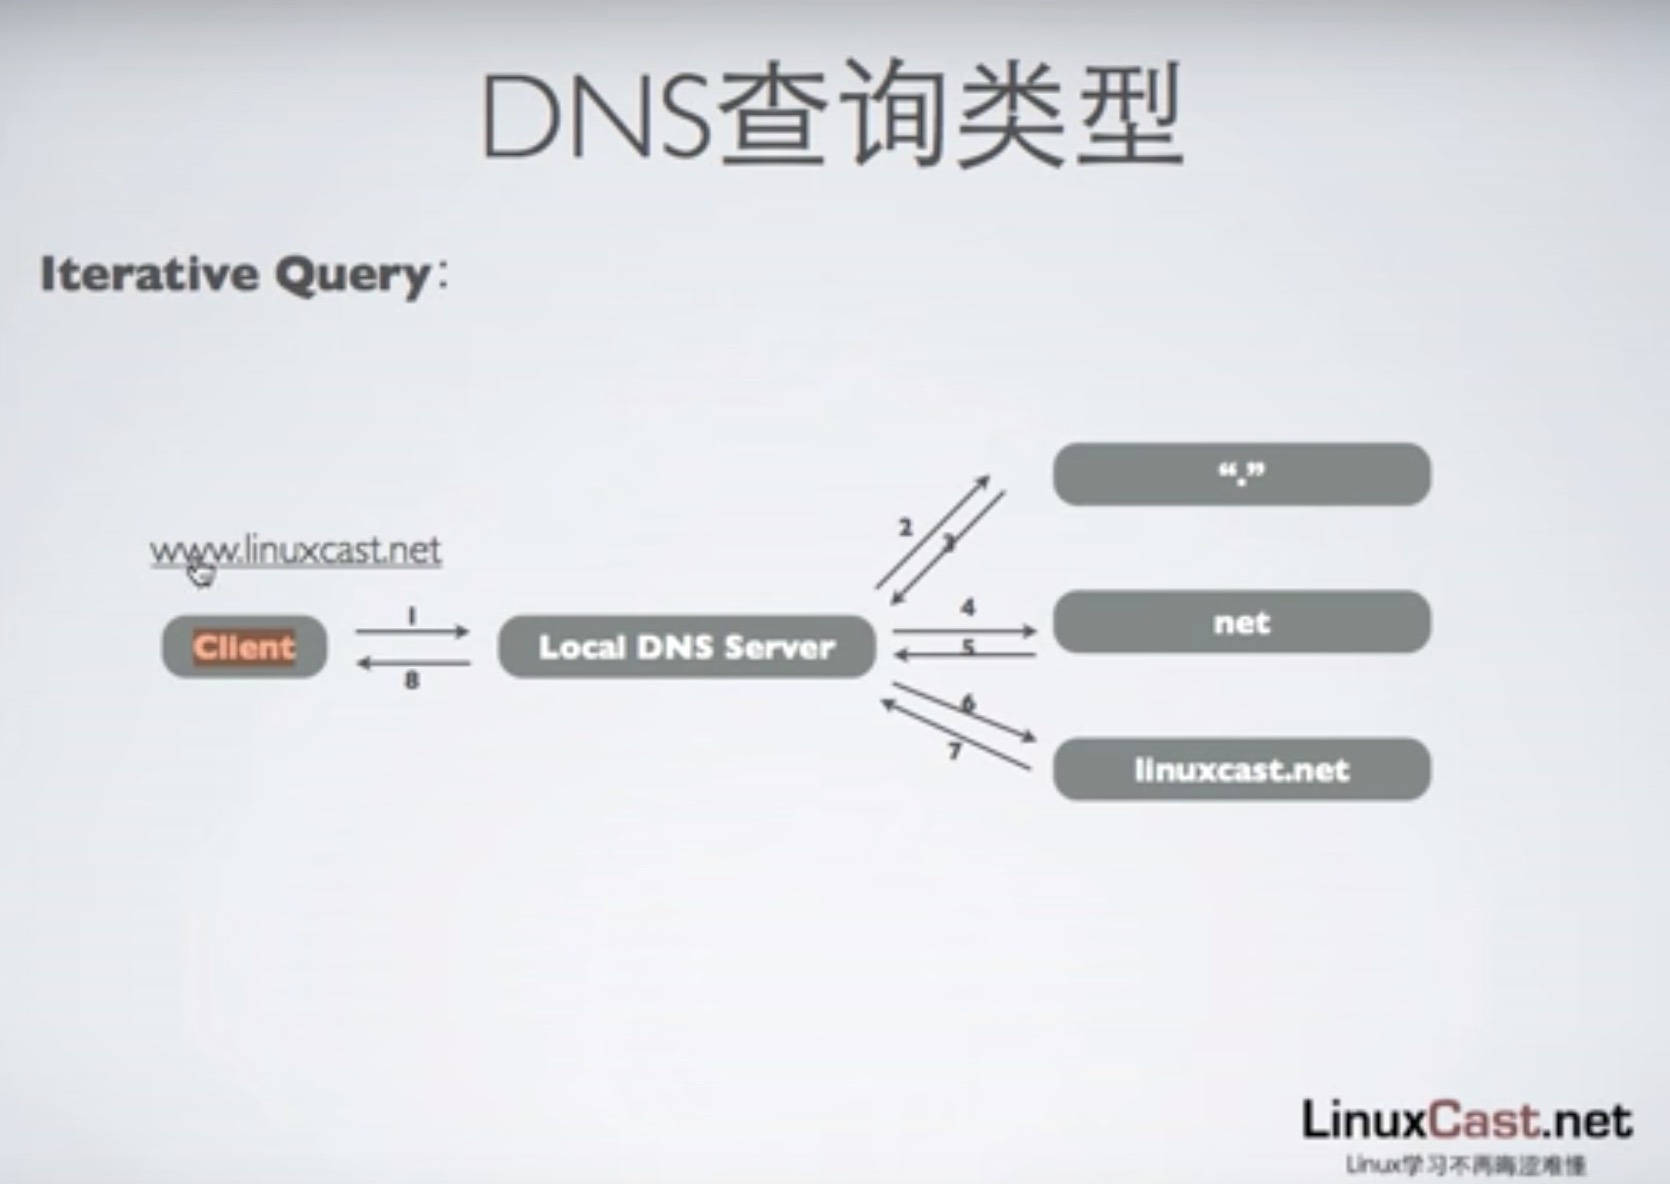 DNS查询类型
Iterative Query:
“.”
2
3
www.linuxcast.net
4
1
net
Client
Local DNS Server
5
8
6
7
linuxcast.net
LinuxCast.net
Linux学习不再晦涩难懂